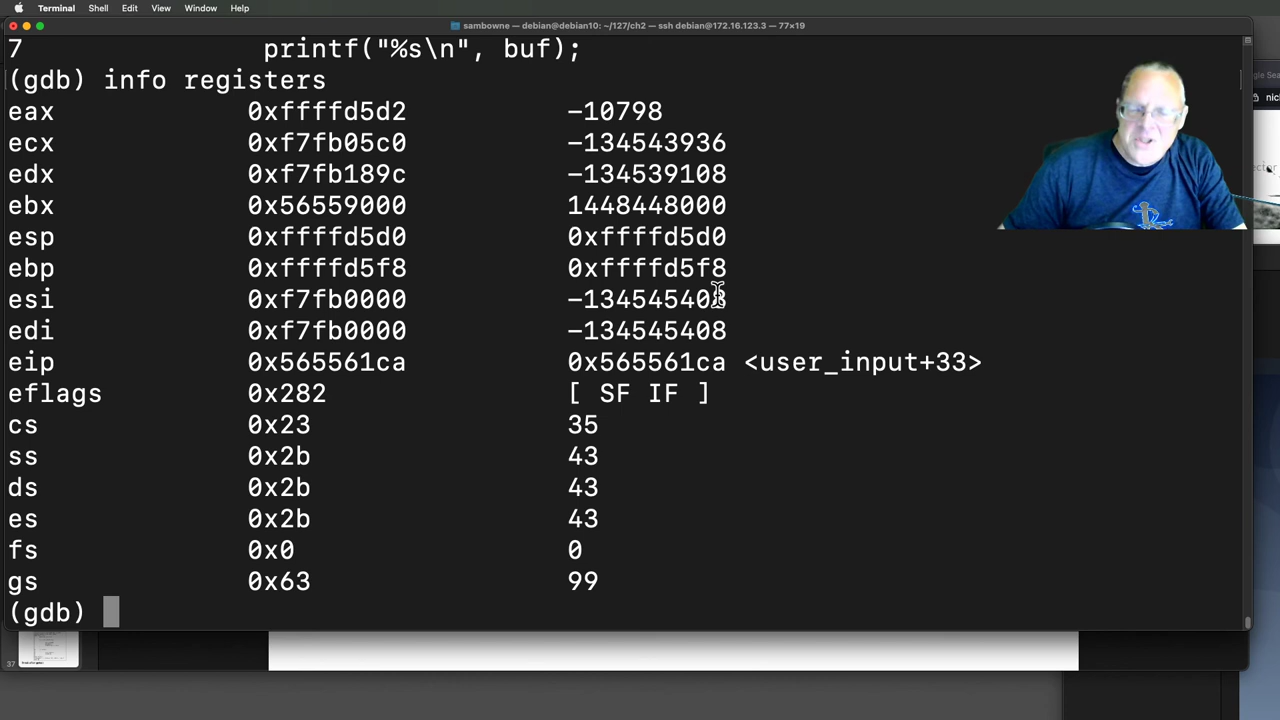 Terminal Shell Edit View Window Help
sambowne — debian@debian10: ~/127/ch2 — ssh debian@172.16.123.3 — 77×19
7 printf("%s\n", buf);
(gdb) info registers
eax 0xffffd5d2 -10798
ecx 0xf7fb05c0 -134543936
edx 0xf7fb189c -134539108
ebx 0x56559000 1448448000
esp 0xffffd5d0 0xffffd5d0
ebp 0xffffd5f8 0xffffd5f8
esi 0xf7fb0000 -134545408
edi 0xf7fb0000 -134545408
eip 0x565561ca 0x565561ca <user_input+33>
eflags 0x282 [ SF IF ]
cs 0x23 35
ss 0x2b 43
ds 0x2b 43
es 0x2b 43
fs 0x0 0
gs 0x63 99
(gdb)
37